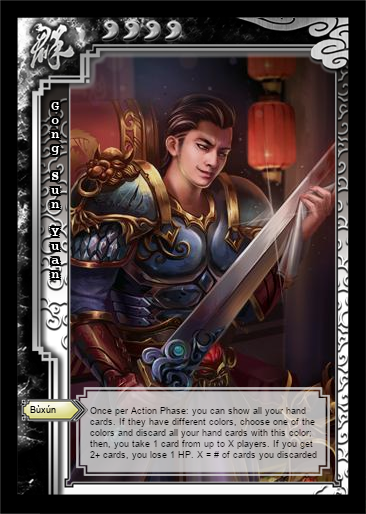 群
Gong Sun Yuan
Bùxún
Once per Action Phase: you can show all your hand
cards. If they have different colors, choose one of the
colors and discard all your hand cards with this color;
then, you take 1 card from up to X players. If you get
2+ cards, you lose 1 HP. X = # of cards you discarded